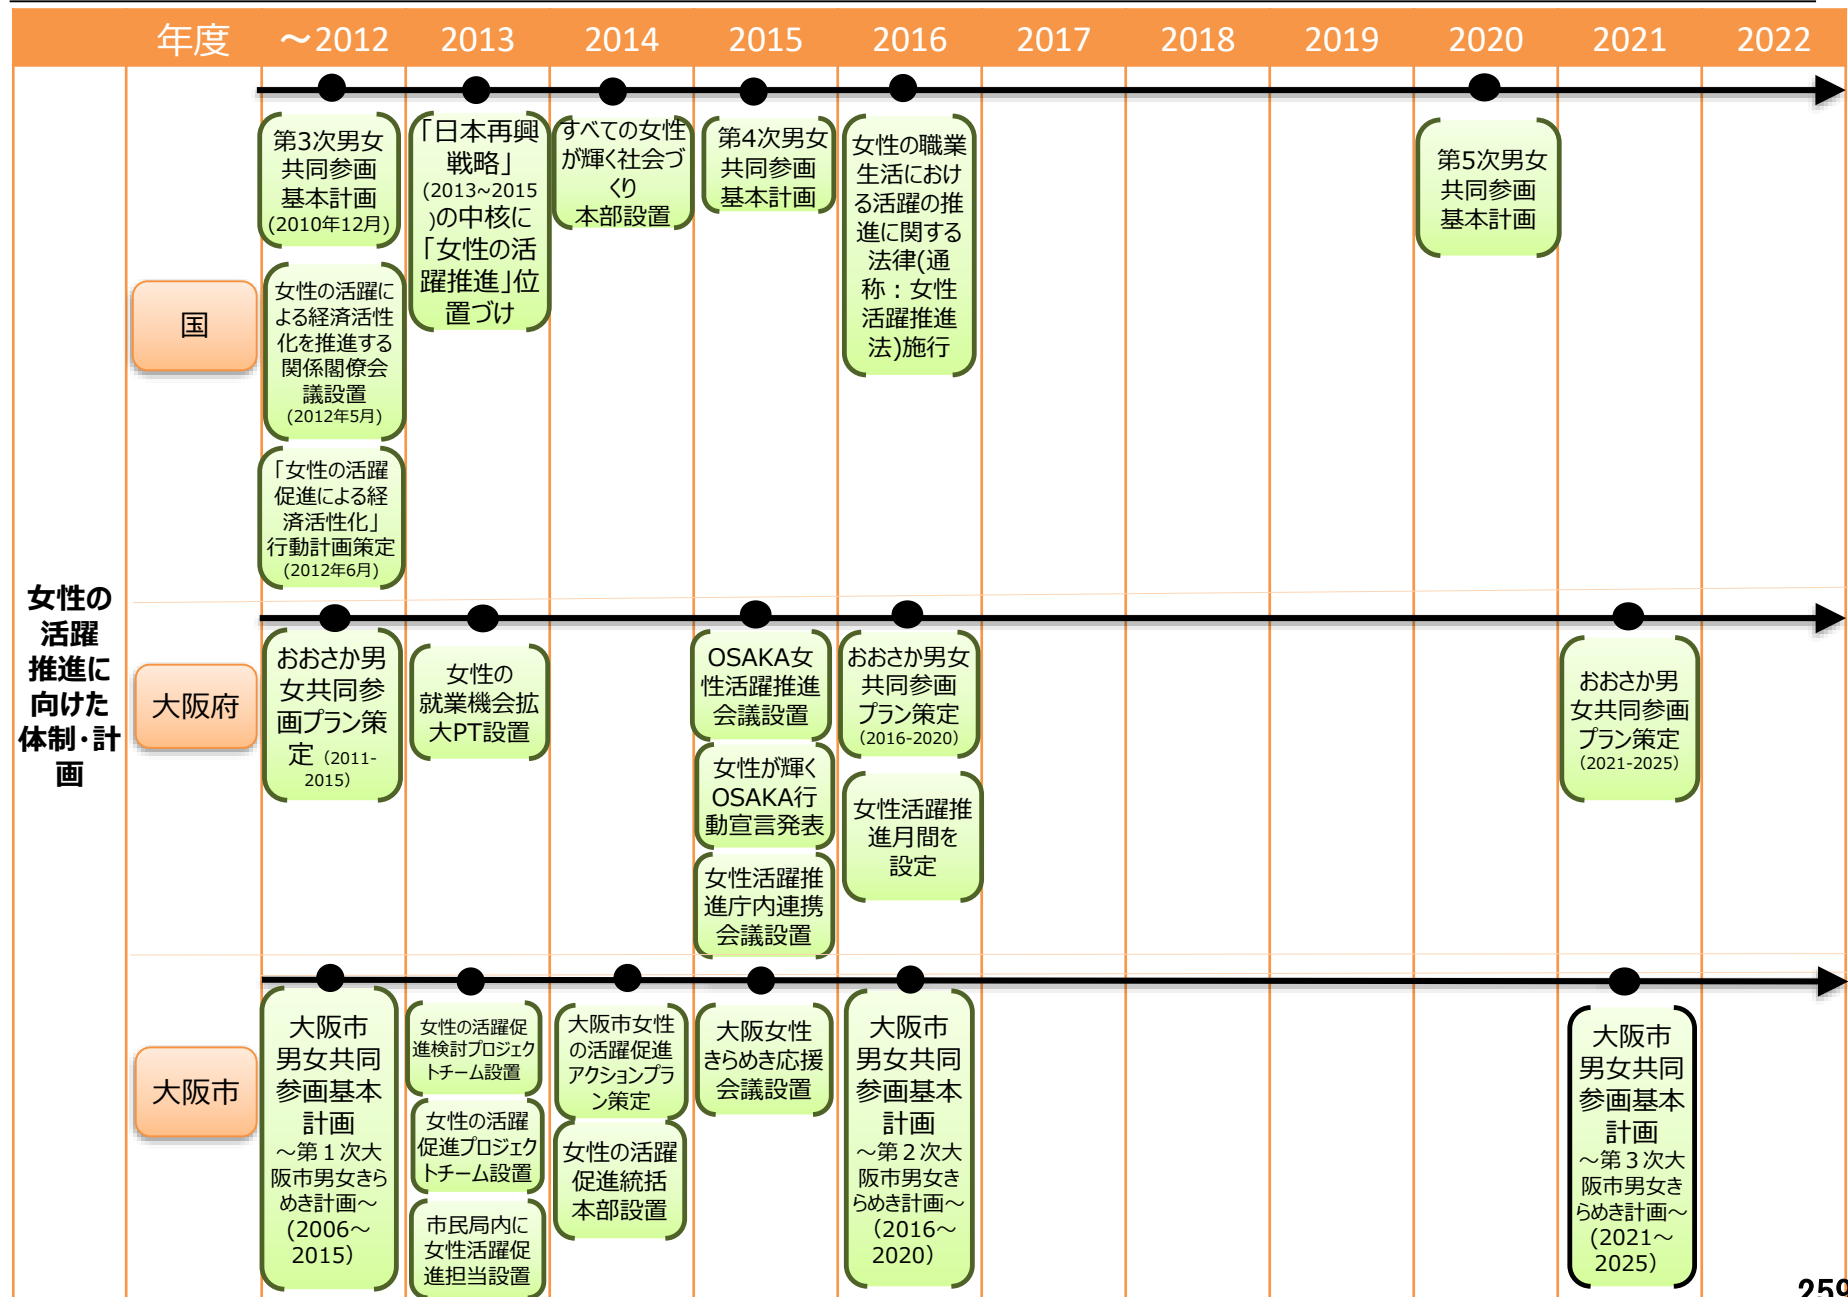 年度
～2012
2013
2014
2015
2016
2017
2018
2019
2020
2021
2022
女性の
活躍
推進に
向けた
体制・計
画
国
第3次男女
共同参画
基本計画
(2010年12月)
女性の活躍に
よる経済活性
化を推進する
関係閣僚会
議設置
(2012年5月)
「女性の活躍
促進による経
済活性化」
行動計画策定
(2012年6月)
「日本再興
戦略」
(2013~2015
)の中核に
「女性の活
躍推進」位
置づけ
すべての女性
が輝く社会づ
くり
本部設置
第4次男女
共同参画
基本計画
女性の職業
生活におけ
る活躍の推
進に関する
法律(通
称：女性
活躍推進
法)施行
第5次男女
共同参画
基本計画
大阪府
おおさか男
女共同参
画プラン策
定（2011-
2015）
女性の
就業機会拡
大PT設置
OSAKA女
性活躍推進
会議設置
女性が輝く
OSAKA行
動宣言発表
女性活躍推
進庁内連携
会議設置
おおさか男女
共同参画
プラン策定
（2016-2020）
女性活躍推
進月間を
設定
おおさか男
女共同参画
プラン策定
（2021-2025）
大阪市
大阪市
男女共同
参画基本
計画
～第１次大
阪市男女きら
めき計画～
(2006～
2015）
女性の活躍促
進検討プロジェク
トチーム設置
女性の活躍
促進プロジェク
トチーム設置
市民局内に
女性活躍促
進担当設置
大阪市女性
の活躍促進
アクションプラ
ン策定
女性の活躍
促進統括
本部設置
大阪女性
きらめき応援
会議設置
大阪市
男女共同
参画基本
計画
～第２次大
阪市男女き
らめき計画～
（2016～
2020）
大阪市
男女共同
参画基本
計画
～第３次大
阪市男女き
らめき計画～
(2021～
2025）
259